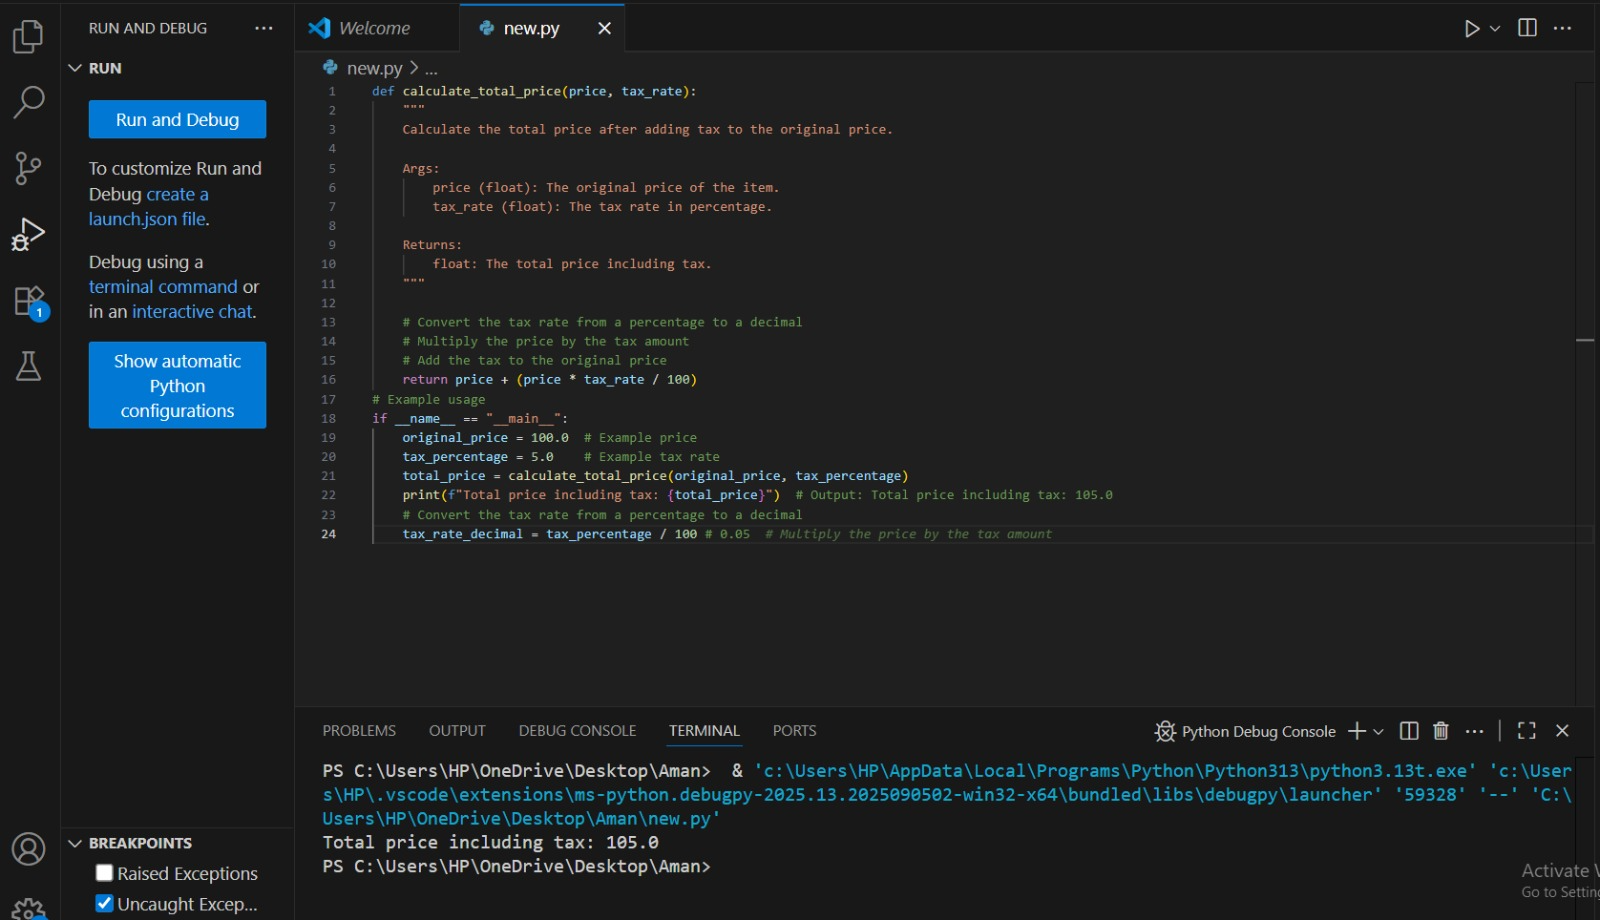 RUN AND DEBUG
RUN
Run and Debug
To customize Run and
Debug create a
launch.json file.
Debug using a
terminal command or
in an interactive chat.
Show automatic
Python
configurations
BREAKPOINTS
Raised Exceptions
Uncaught Excep...
1
Welcome
new.py
new.py > ...
1 def calculate_total_price(price, tax_rate):
2 """
3 Calculate the total price after adding tax to the original price.
4
5 Args:
6 price (float): The original price of the item.
7 tax_rate (float): The tax rate in percentage.
8
9 Returns:
10 float: The total price including tax.
11 """
12
13 # Convert the tax rate from a percentage to a decimal
14 # Multiply the price by the tax amount
15 # Add the tax to the original price
16 return price + (price * tax_rate / 100)
17 # Example usage
18 if __name__ == "__main__":
19 original_price = 100.0 # Example price
20 tax_percentage = 5.0 # Example tax rate
21 total_price = calculate_total_price(original_price, tax_percentage)
22 print(f"Total price including tax: {total_price}") # Output: Total price including tax: 105.0
23 # Convert the tax rate from a percentage to a decimal
24 tax_rate_decimal = tax_percentage / 100 # 0.05 # Multiply the price by the tax amount
PROBLEMS OUTPUT DEBUG CONSOLE TERMINAL PORTS
Python Debug Console
PS C:\Users\HP\OneDrive\Desktop\Aman> & 'c:\Users\HP\AppData\Local\Programs\Python\Python313\python3.13t.exe' 'c:\User
s\HP\.vscode\extensions\ms-python.debugpy-2025.13.2025090502-win32-x64\bundled\libs\debugpy\launcher' '59328' '--' 'C:\
Users\HP\OneDrive\Desktop\Aman\new.py'
Total price including tax: 105.0
PS C:\Users\HP\OneDrive\Desktop\Aman>
Activate
Go to Setting